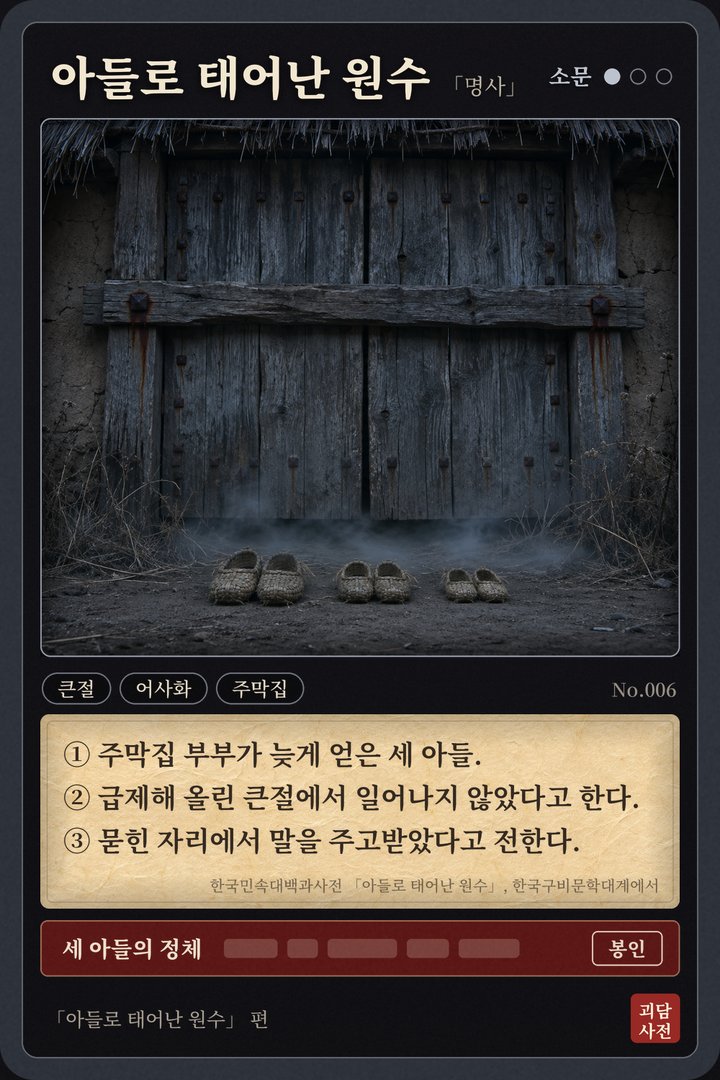 아들로 태어난 원수 「명사」 소문
큰절 어사화 주막집 No.006
① 주막집 부부가 늦게 얻은 세 아들.
② 급제해 올린 큰절에서 일어나지 않았다고 한다.
③ 묻힌 자리에서 말을 주고받았다고 전한다.
한국민속대백과사전 「아들로 태어난 원수」, 한국구비문학대계에서
세 아들의 정체 봉인
「아들로 태어난 원수」 편
괴담
사전